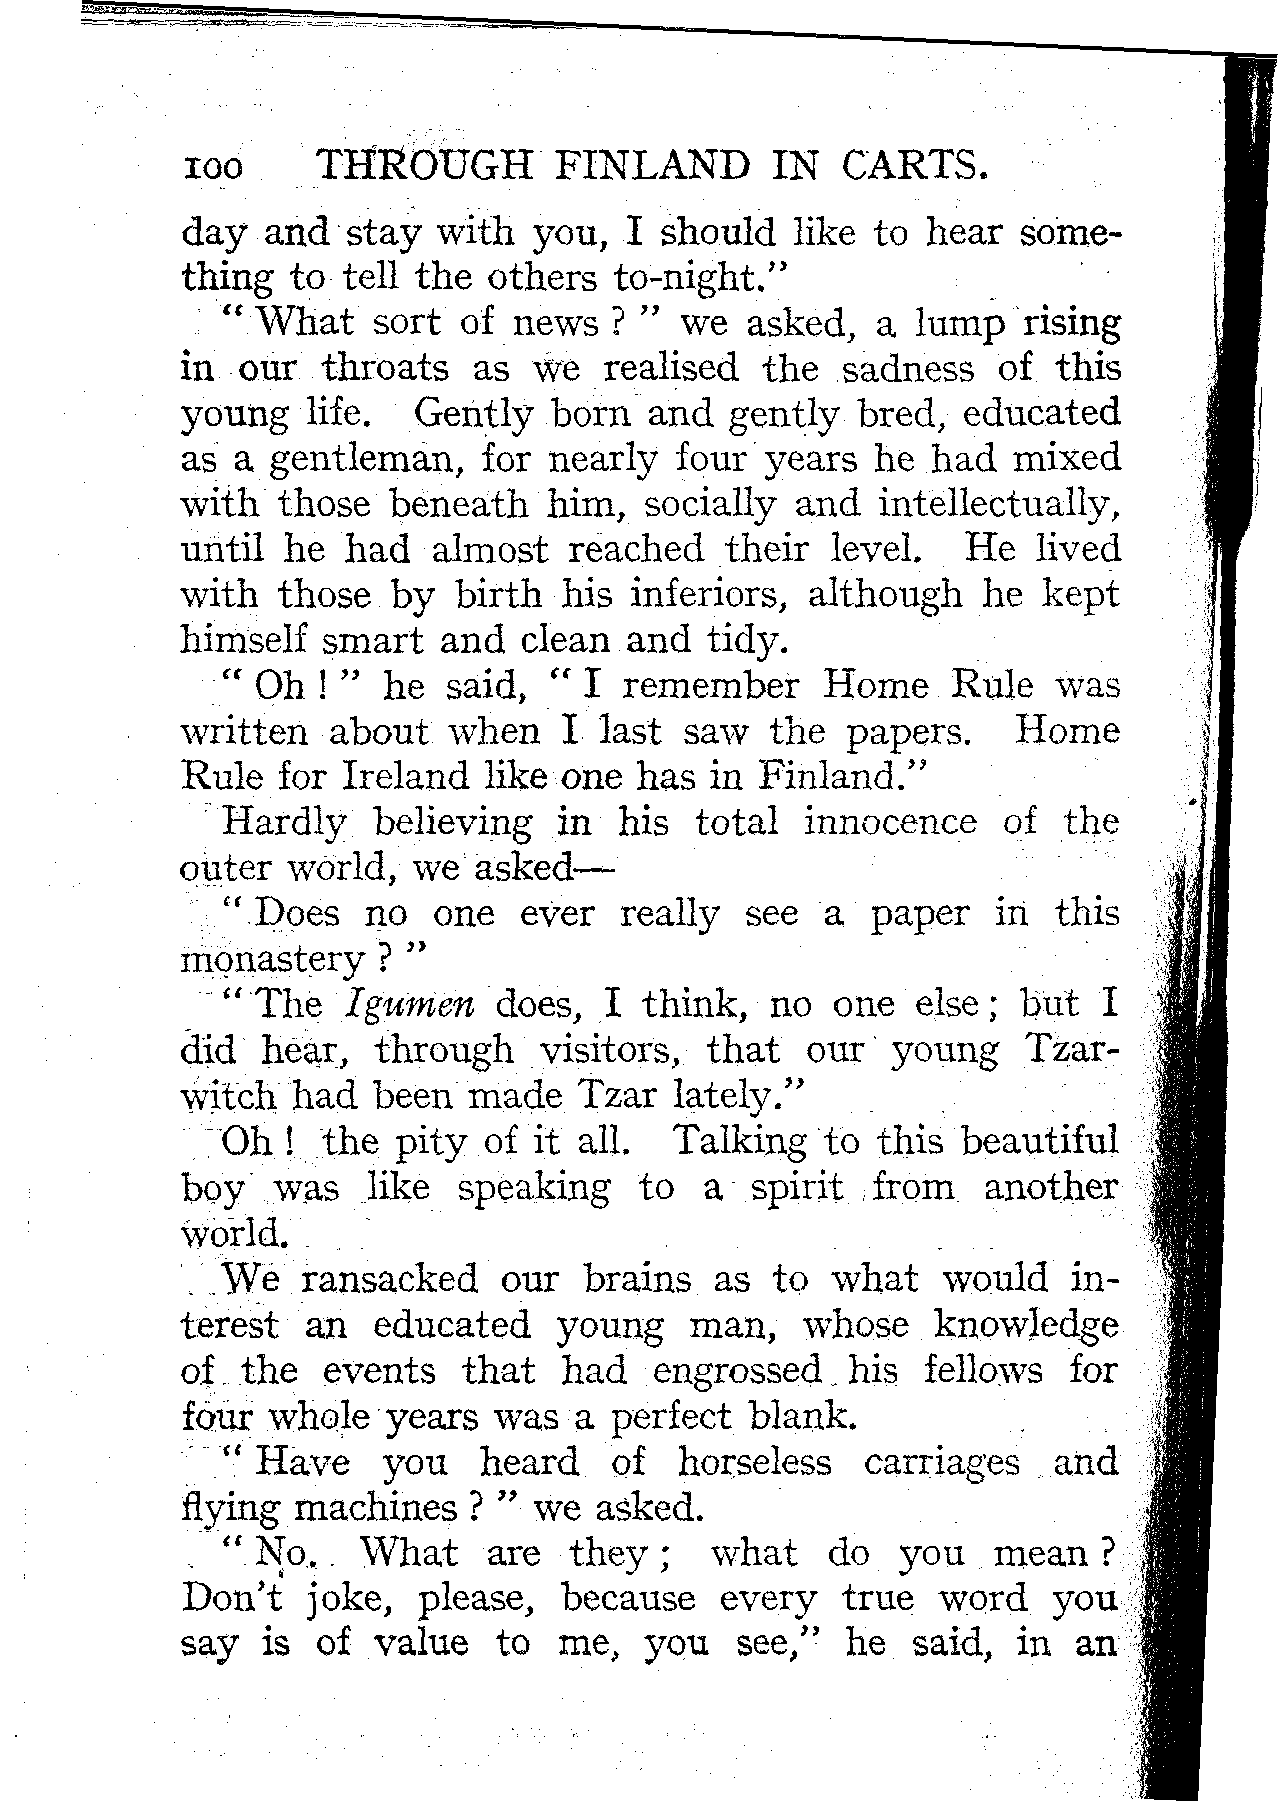 100 THROUGH FINLAND IN CARTS.
day and stay with you, I should like to hear some-
thing to tell the others to-night."
" What sort of news ? " we asked, a lump rising
in our throats as we realised the sadness of this
young life. Gently born and gently bred, educated
as a gentleman, for nearly four years he had mixed
with those beneath him, socially and intellectually,
until he had almost reached their level. He lived
with those by birth his inferiors, although he kept
himself smart and clean and tidy.
" Oh ! " he said, " I remember Home Rule was
written about when I last saw the papers. Home
Rule for Ireland like one has in Finland."
Hardly believing in his total innocence of the
outer world, we asked—
" Does no one ever really see a paper in this
monastery ? "
" The Igumen does, I think, no one else ; but I
did hear, through visitors, that our young Tzar-
witch had been made Tzar lately."
Oh ! the pity of it all. Talking to this beautiful
boy was like speaking to a spirit from another
world.
We ransacked our brains as to what would in-
terest an educated young man, whose knowledge
of the events that had engrossed his fellows for
four whole years was a perfect blank.
" Have you heard of horseless carriages and
flying machines ? " we asked.
" No. What are they ; what do you mean ?
Don't joke, please, because every true word you
say is of value to me, you see," he said, in an